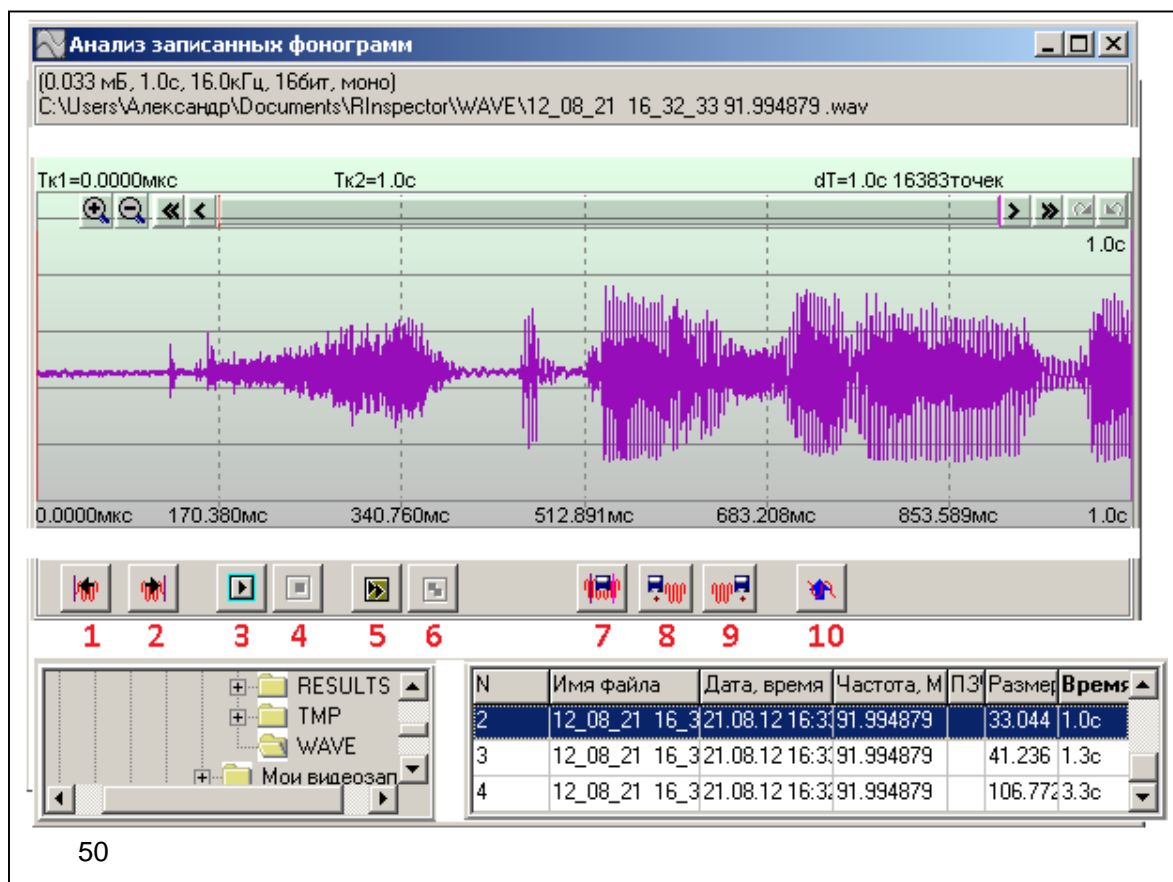 Анализ записанных фонограмм
(0.033 мБ, 1.0с, 16.0кГц, 16бит, моно)
C:\Users\Александр\Documents\RInspector\WAVE\12_08_21 16_32_33 91.994879 .wav
Тк1=0.0000мкс Тк2=1.0с dT=1.0с 16383точек
1.0с
0.0000мкс 170.380мс 340.760мс 512.891мс 683.208мс 853.589мс 1.0с
1 2 3 4 5 6 7 8 9 10
RESULTS
TMP
WAVE
Мои видеозап
N Имя файла Дата, время Частота, М ПЗ Размер Время
2 12_08_21 16_3 21.08.12 16:3 91.994879 33.044 1.0с
3 12_08_21 16_3 21.08.12 16:3 91.994879 41.236 1.3с
4 12_08_21 16_3 21.08.12 16:32 91.994879 106.772 3.3с
50